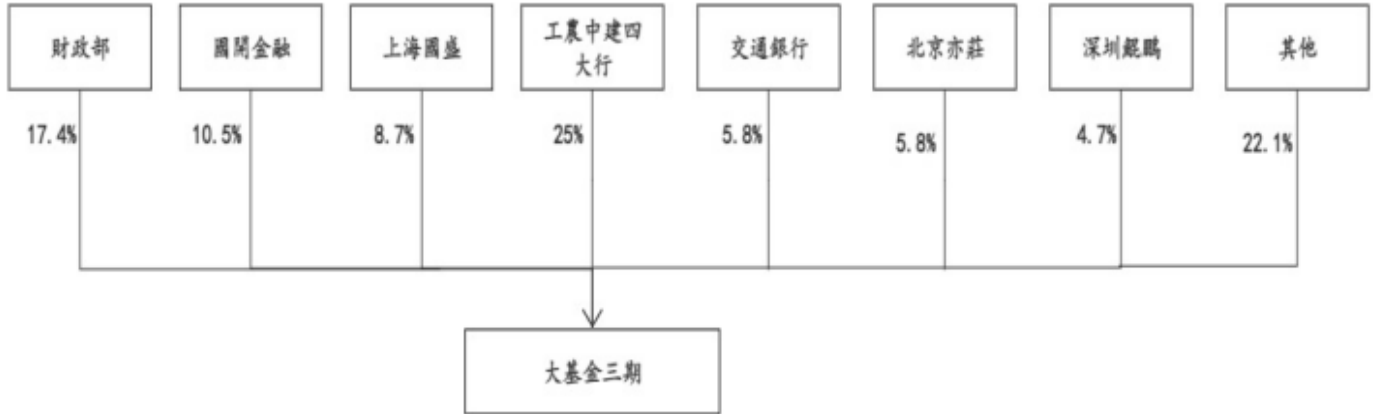 財政部
國開金融
上海國盛
工農中建四
大行
交通銀行
北京亦莊
深圳鯤鵬
其他
17.4%
10.5%
8.7%
25%
5.8%
5.8%
4.7%
22.1%
大基金三期